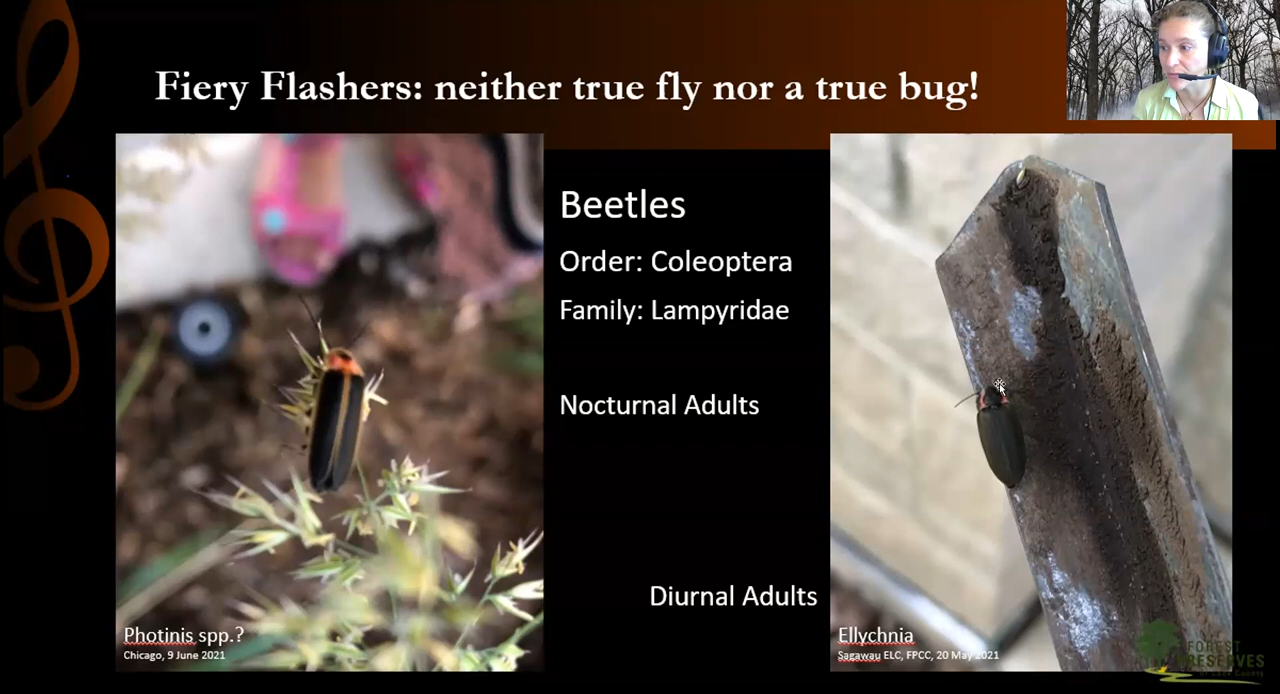 Fiery Flashers: neither true fly nor a true bug!
Beetles
Order: Coleoptera
Family: Lampyridae
Nocturnal Adults
Diurnal Adults
Photinis spp.?
Chicago, 9 June 2021
Ellychnia
Sagawau ELC, FPCC, 20 May 2021
FOREST
PRESERVES